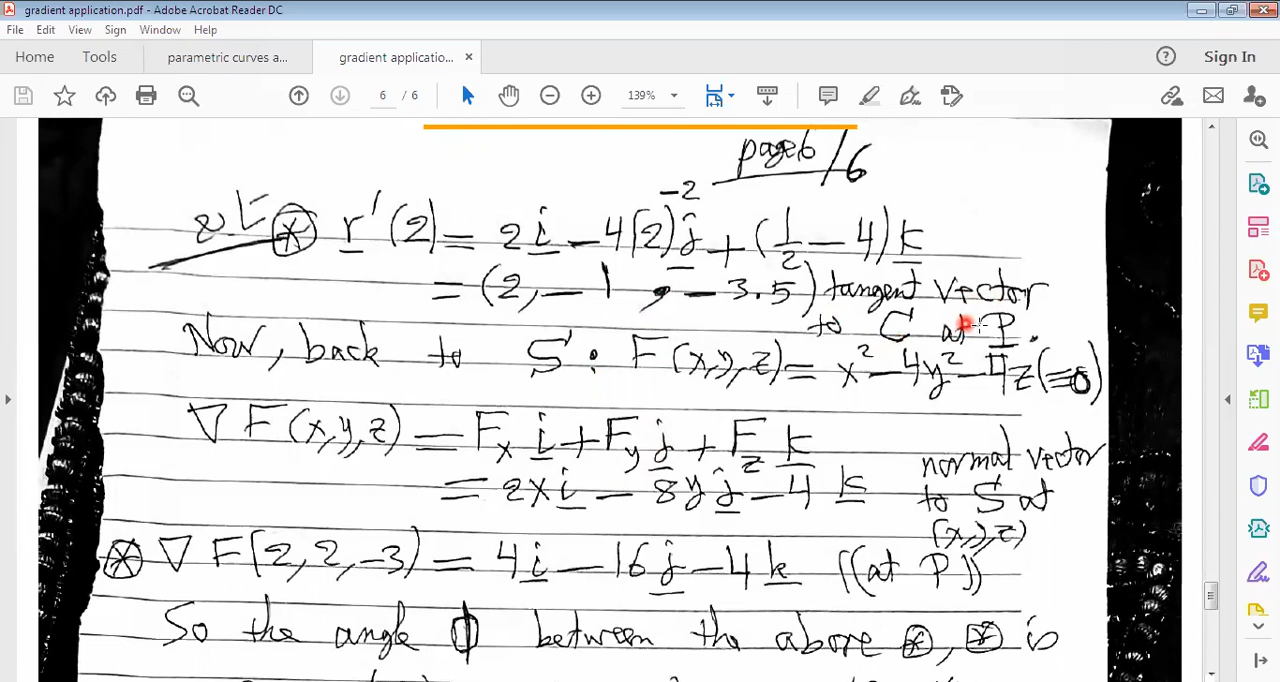 gradient application.pdf - Adobe Acrobat Reader DC
File Edit View Sign Window Help
Home Tools parametric curves a... gradient applicatio... ×
Sign In
6 / 6 139%
page 6/6
r'(2) = 2i - 4(2)^-2 j + (1/2 - 4)k
= (2, -1, -3.5) tangent vector
to C at P.
Now, back to S: F(x,y,z) = x² - 4y² - 4z (=0)
∇F(x,y,z) = Fx i + Fy j + Fz k
= 2x i - 8y j - 4 k
normal vector
to S at
(x,y,z)
⊛ ∇F(2,2,-3) = 4i - 16j - 4k ((at P))
So the angle ϕ between the above ⊛, ⊛ is